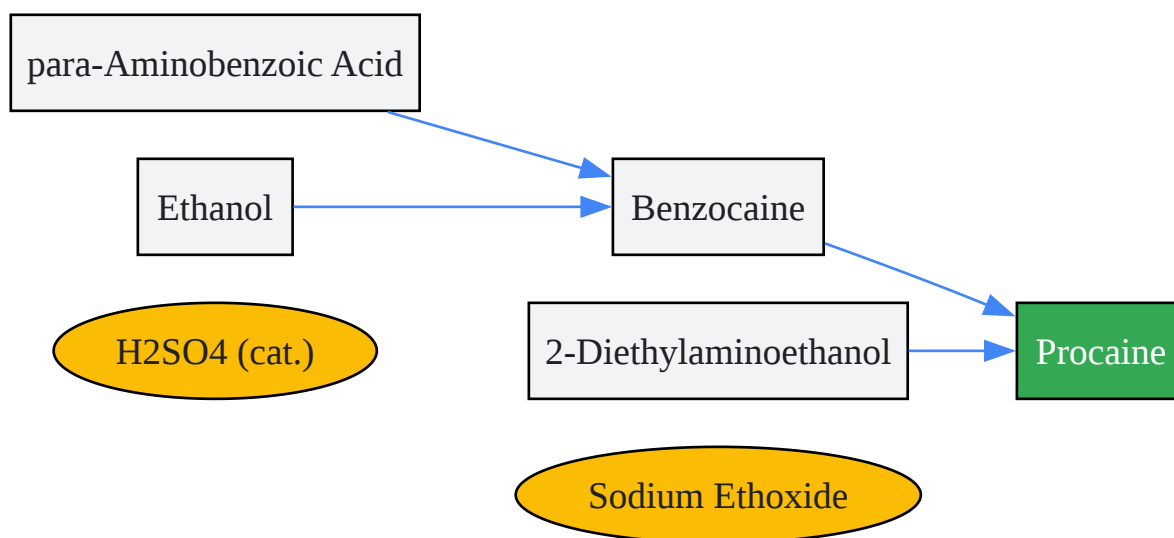 para-Aminobenzoic Acid
Ethanol
Benzocaine
H2SO4 (cat.)
2-Diethylaminoethanol
Procaine
Sodium Ethoxide